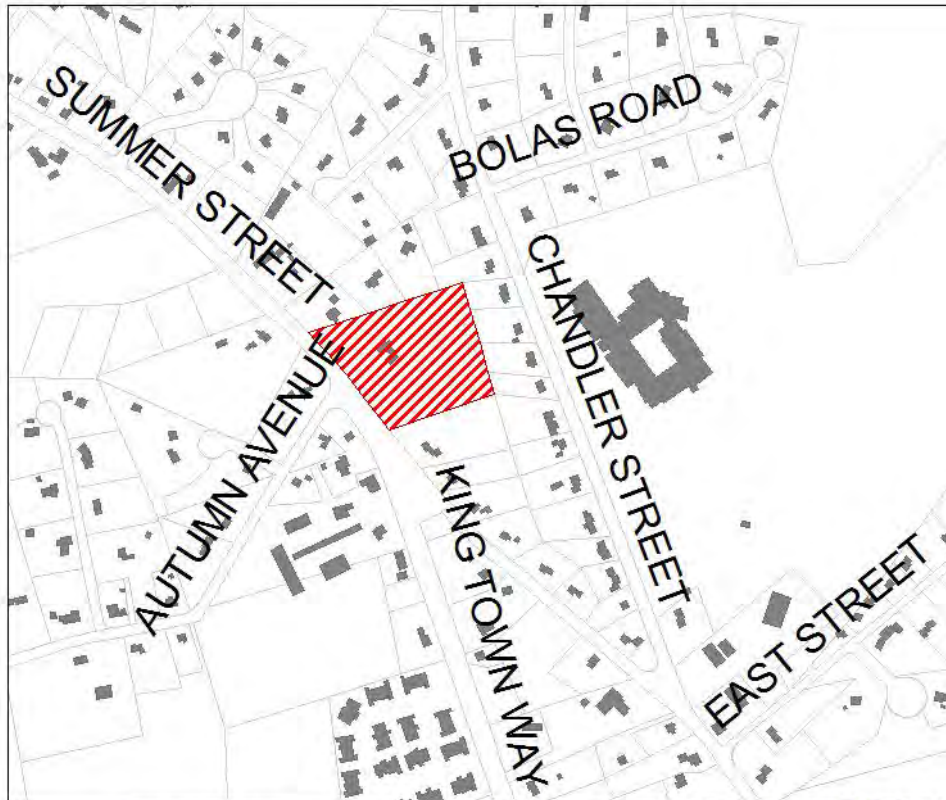 SUMMER STREET
BOLAS ROAD
CHANDLER STREET
AUTUMN AVENUE
KING TOWN WAY
EAST STREET